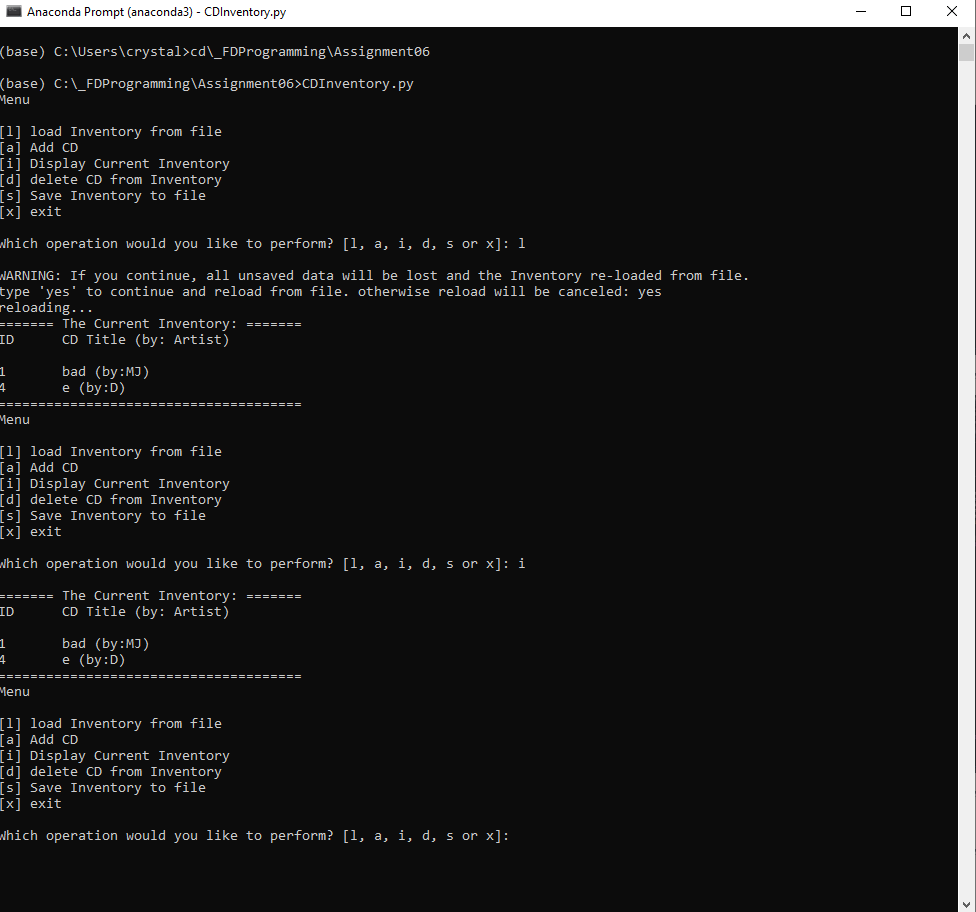 Anaconda Prompt (anaconda3) - CDInventory.py
(base) C:\Users\crystal>cd\_FDProgramming\Assignment06
(base) C:\_FDProgramming\Assignment06>CDInventory.py
Menu
[l] load Inventory from file
[a] Add CD
[i] Display Current Inventory
[d] delete CD from Inventory
[s] Save Inventory to file
[x] exit
Which operation would you like to perform? [l, a, i, d, s or x]: l
WARNING: If you continue, all unsaved data will be lost and the Inventory re-loaded from file.
type 'yes' to continue and reload from file. otherwise reload will be canceled: yes
reloading...
======= The Current Inventory: =======
ID      CD Title (by: Artist)
1       bad (by:MJ)
4       e (by:D)
======================================
Menu
[l] load Inventory from file
[a] Add CD
[i] Display Current Inventory
[d] delete CD from Inventory
[s] Save Inventory to file
[x] exit
Which operation would you like to perform? [l, a, i, d, s or x]: i
======= The Current Inventory: =======
ID      CD Title (by: Artist)
1       bad (by:MJ)
4       e (by:D)
======================================
Menu
[l] load Inventory from file
[a] Add CD
[i] Display Current Inventory
[d] delete CD from Inventory
[s] Save Inventory to file
[x] exit
Which operation would you like to perform? [l, a, i, d, s or x]: